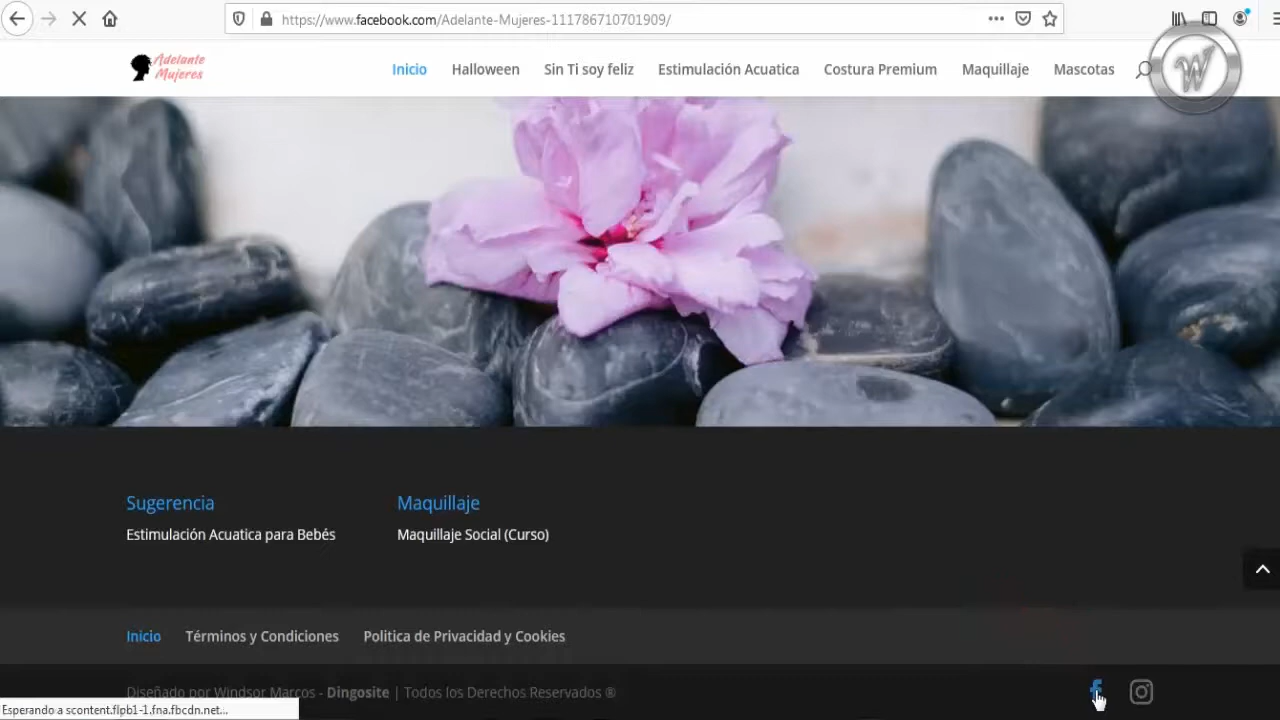 https://www.facebook.com/Adelante-Mujeres-111786710701909/
Adelante
Mujeres
Inicio
Halloween
Sin Ti soy feliz
Estimulación Acuatica
Costura Premium
Maquillaje
Mascotas
W
Sugerencia
Estimulación Acuatica para Bebés
Maquillaje
Maquillaje Social (Curso)
Inicio
Términos y Condiciones
Politica de Privacidad y Cookies
Diseñado por Windsor Marcos - Dingosite | Todos los Derechos Reservados ®
Esperando a scontent.flpb1-1.fna.fbcdn.net...